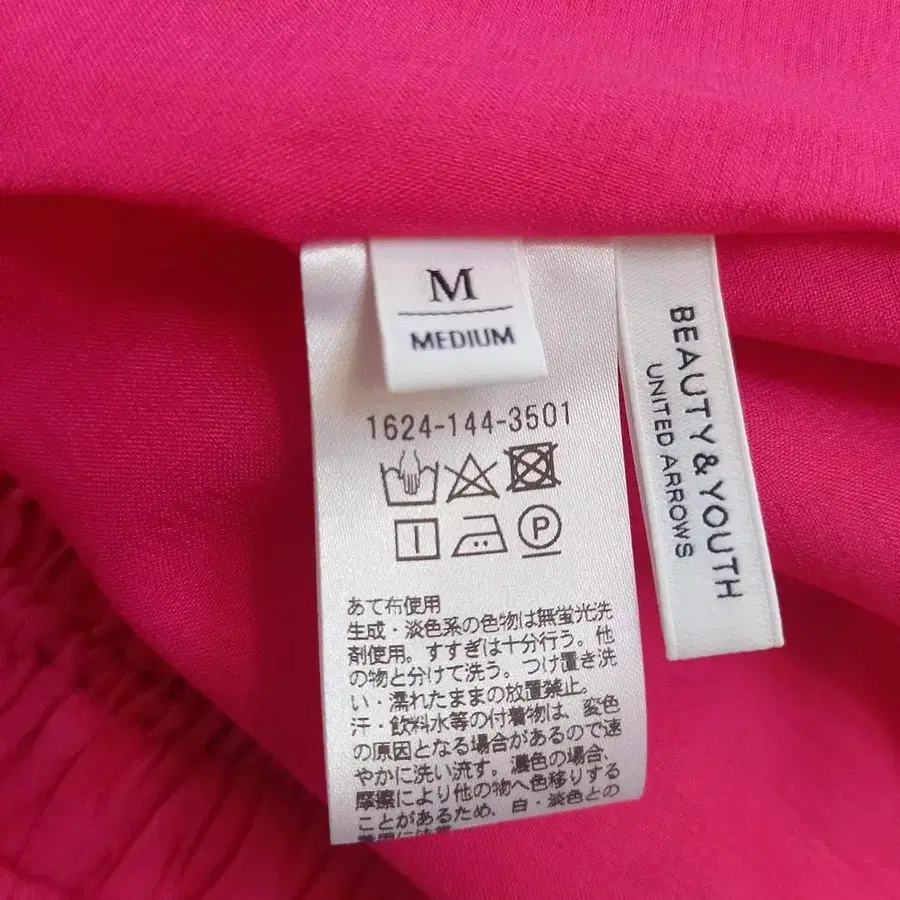 M
MEDIUM
1624-144-3501
P
あて布使用
生成・淡色系の色物は無蛍光洗
剤使用。すすぎは十分行う。他
の物と分けて洗う。つけ置き洗
い・濡れたままの放置禁止。
汗・飲料水等の付着物は、変色
の原因となる場合があるので速
やかに洗い流す。濃色の場合、
摩擦により他の物へ色移りする
ことがあるため、白・淡色との
BEAUTY & YOUTH
UNITED ARROWS